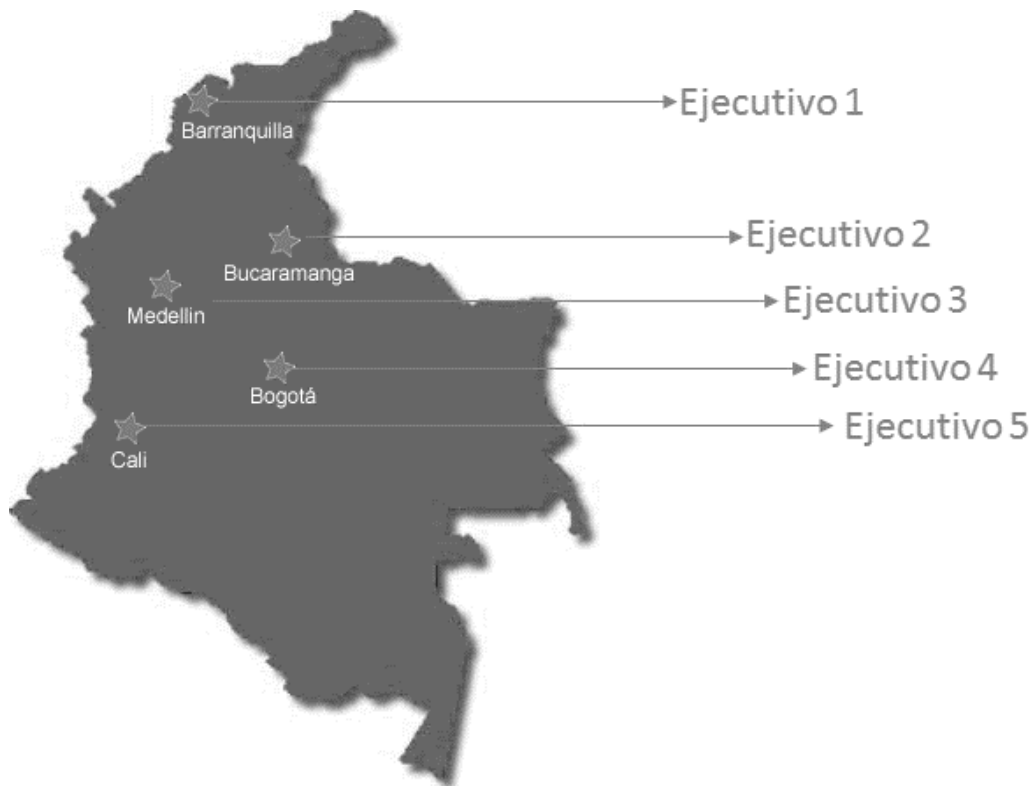 Ejecutivo 1
Barranquilla
Ejecutivo 2
Bucaramanga
Ejecutivo 3
Medellin
Ejecutivo 4
Bogotá
Ejecutivo 5
Cali